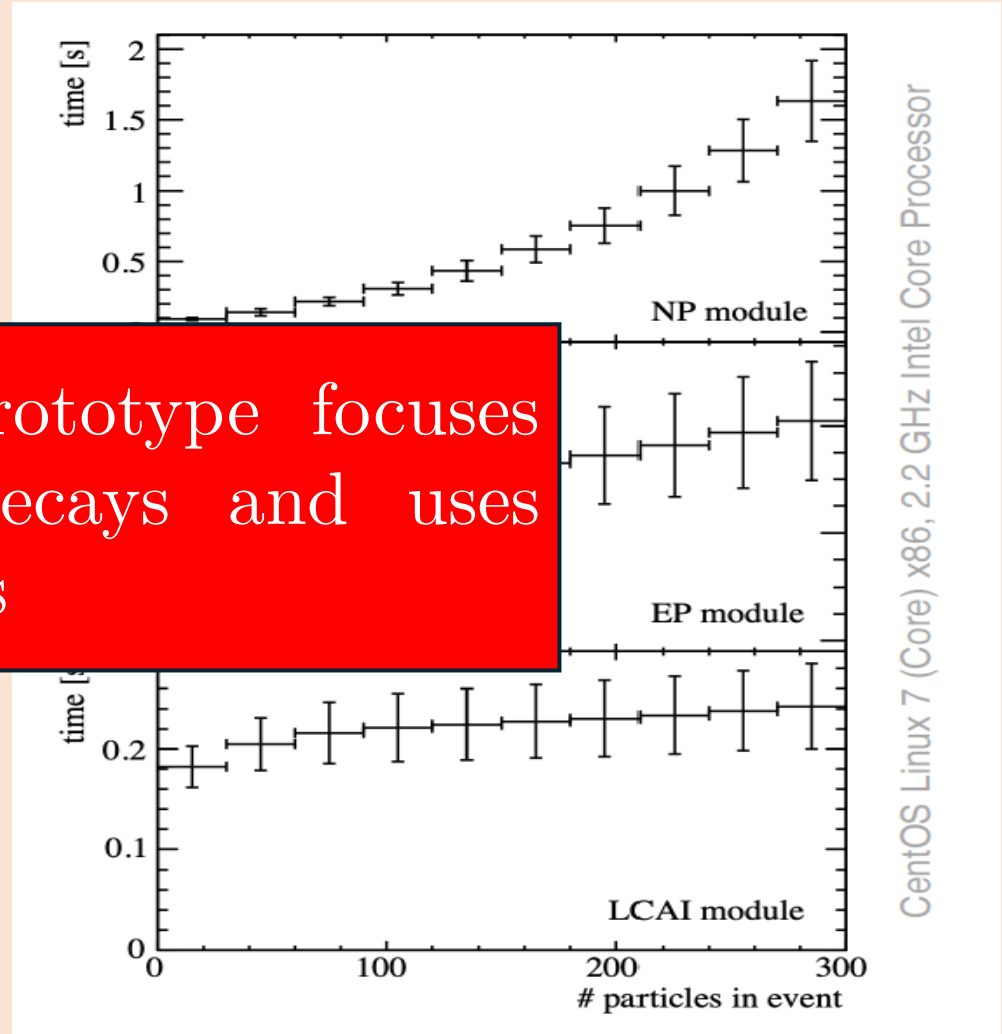 time [s]
2
1.5
1
0.5
NP module
focuses
and uses
EP module
time
0.2
0.1
LCAI module
0
0 100 200 300
# particles in event
CentOS Linux 7 (Core) x86, 2.2 GHz Intel Core Processor